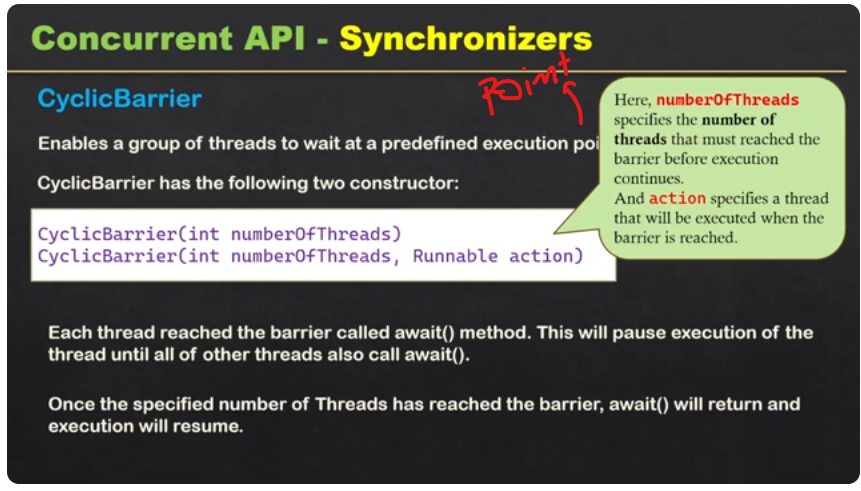 Concurrent API - Synchronizers
CyclicBarrier
Point
Enables a group of threads to wait at a predefined execution poi
CyclicBarrier has the following two constructor:
CyclicBarrier(int numberOfThreads)
CyclicBarrier(int numberOfThreads, Runnable action)
Here, numberOfThreads
specifies the number of
threads that must reached the
barrier before execution
continues.
And action specifies a thread
that will be executed when the
barrier is reached.
Each thread reached the barrier called await() method. This will pause execution of the
thread until all of other threads also call await().
Once the specified number of Threads has reached the barrier, await() will return and
execution will resume.